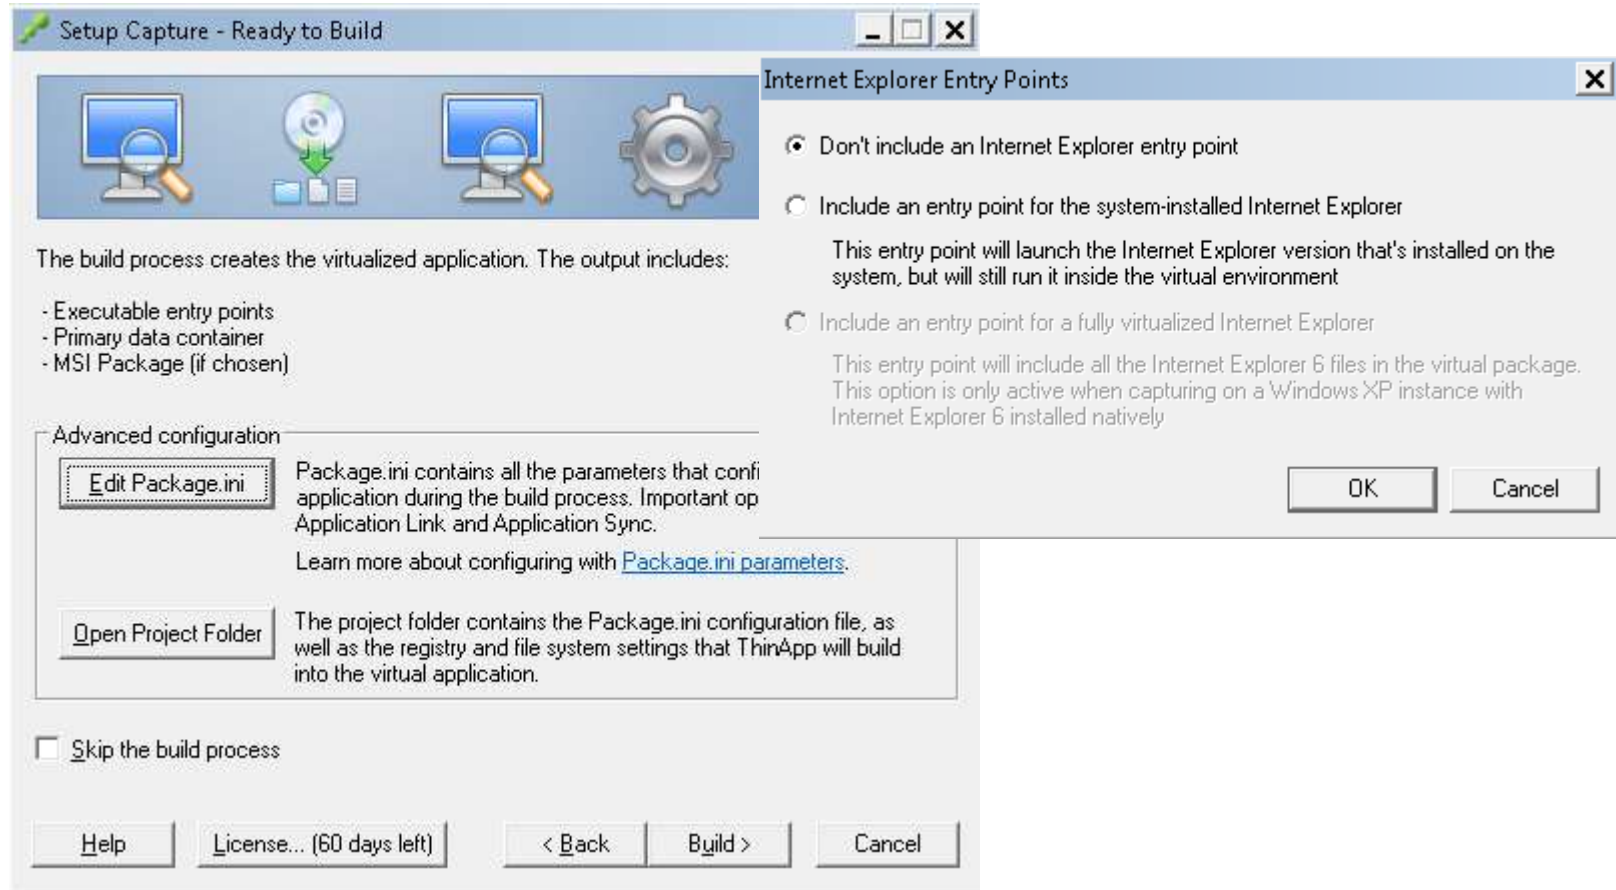 Setup Capture - Ready to Build
The build process creates the virtualized application. The output includes:
- Executable entry points
- Primary data container
- MSI Package (if chosen)
Advanced configuration
Edit Package.ini
Package.ini contains all the parameters that confi
application during the build process. Important op
Application Link and Application Sync.
Learn more about configuring with Package.ini parameters.
Open Project Folder
The project folder contains the Package.ini configuration file, as
well as the registry and file system settings that ThinApp will build
into the virtual application.
Skip the build process
Help
License... (60 days left)
< Back
Build >
Cancel
Internet Explorer Entry Points
Don't include an Internet Explorer entry point
Include an entry point for the system-installed Internet Explorer
This entry point will launch the Internet Explorer version that's installed on the
system, but will still run it inside the virtual environment
Include an entry point for a fully virtualized Internet Explorer
This entry point will include all the Internet Explorer 6 files in the virtual package.
This option is only active when capturing on a Windows XP instance with
Internet Explorer 6 installed natively
OK
Cancel